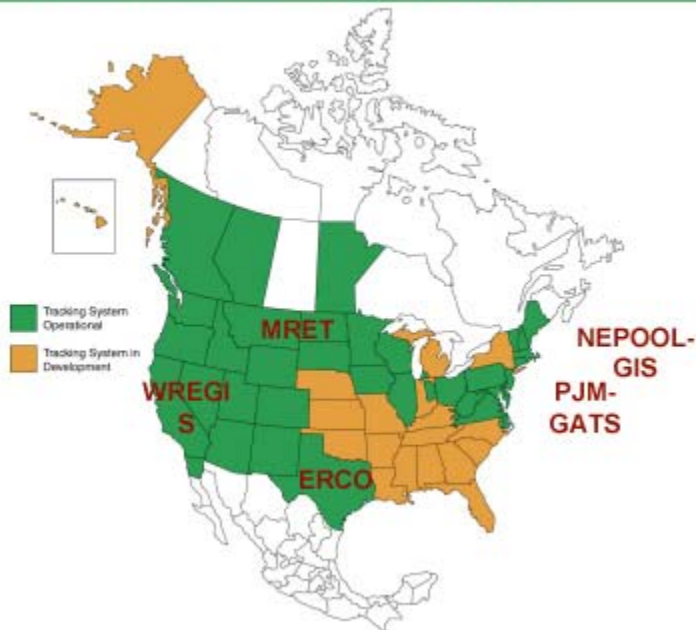 Tracking System
Operational
Tracking System in
Development
MRET
NEPOOL-
GIS
WREGI
S
PJM-
GATS
ERCO